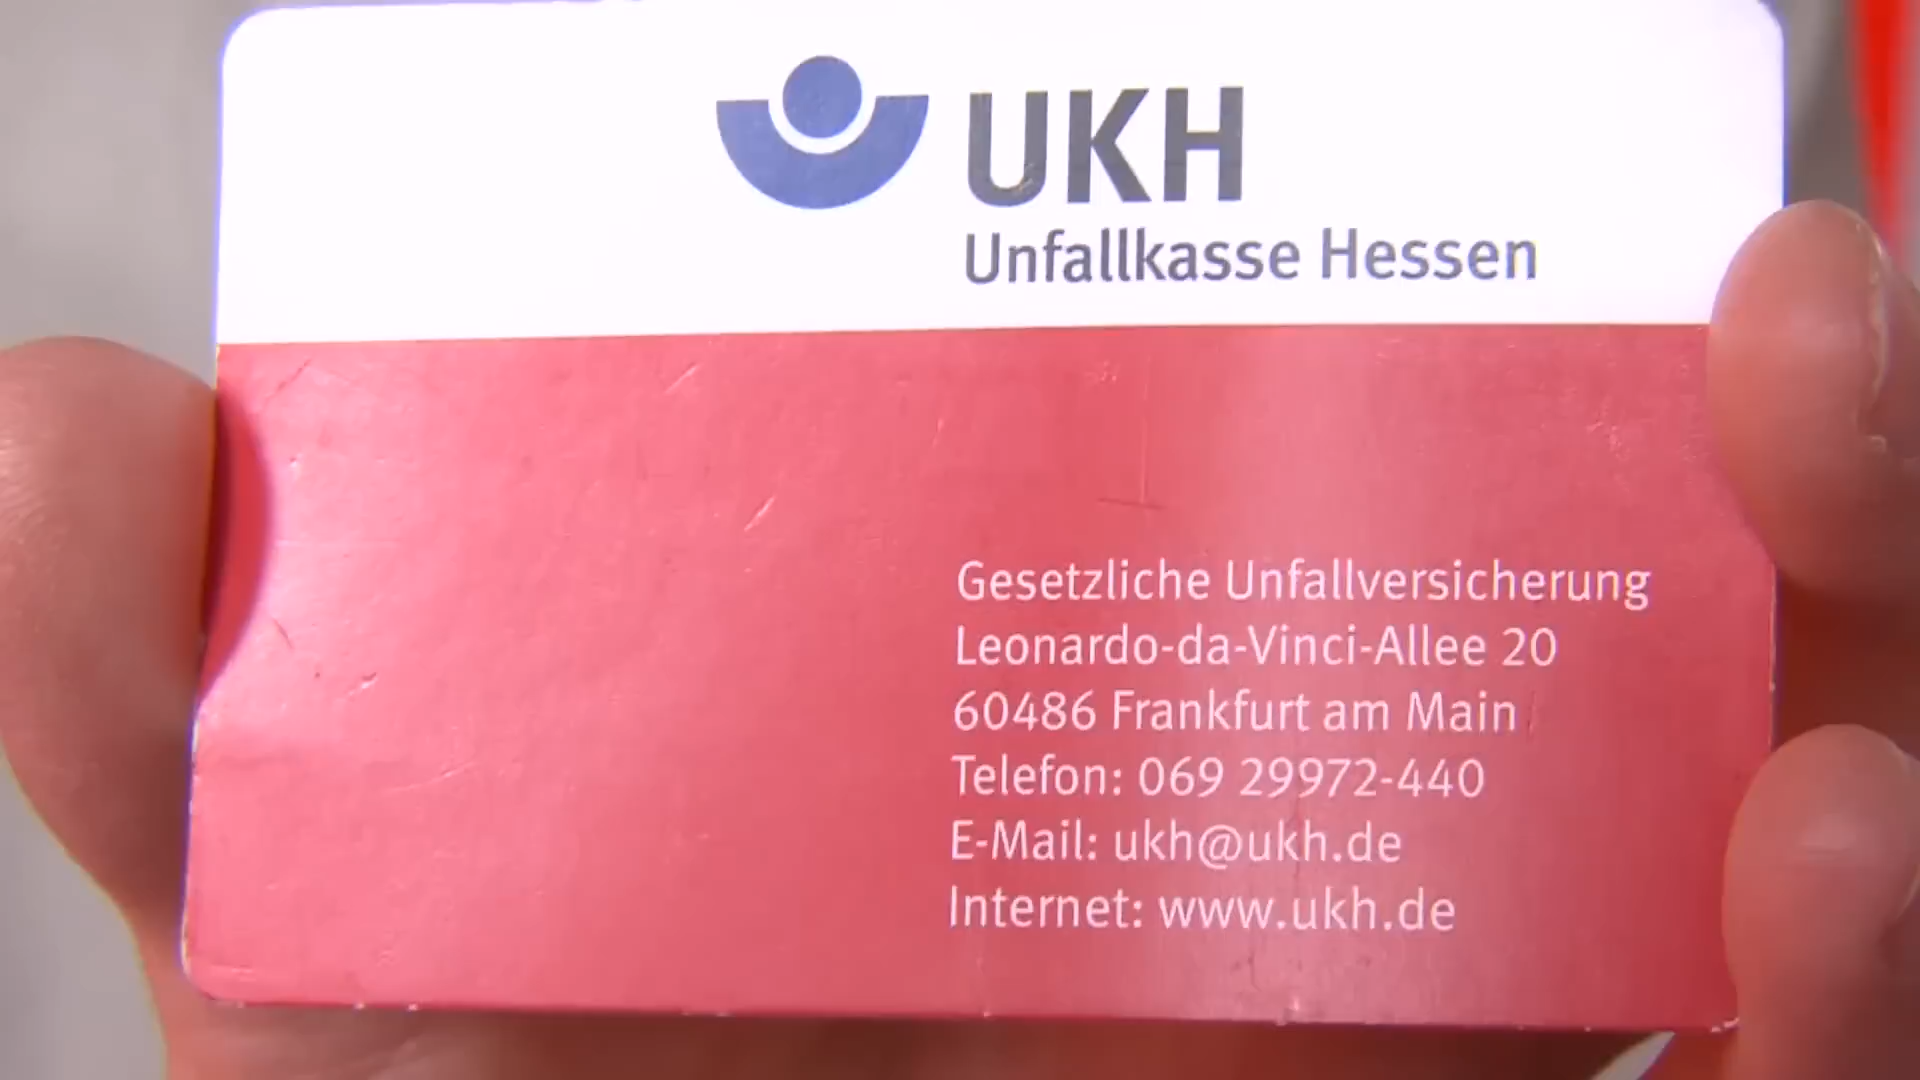 UKH
Unfallkasse Hessen
Gesetzliche Unfallversicherung
Leonardo-da-Vinci-Allee 20
60486 Frankfurt am Main
Telefon: 069 29972-440
E-Mail: ukh@ukh.de
Internet: www.ukh.de